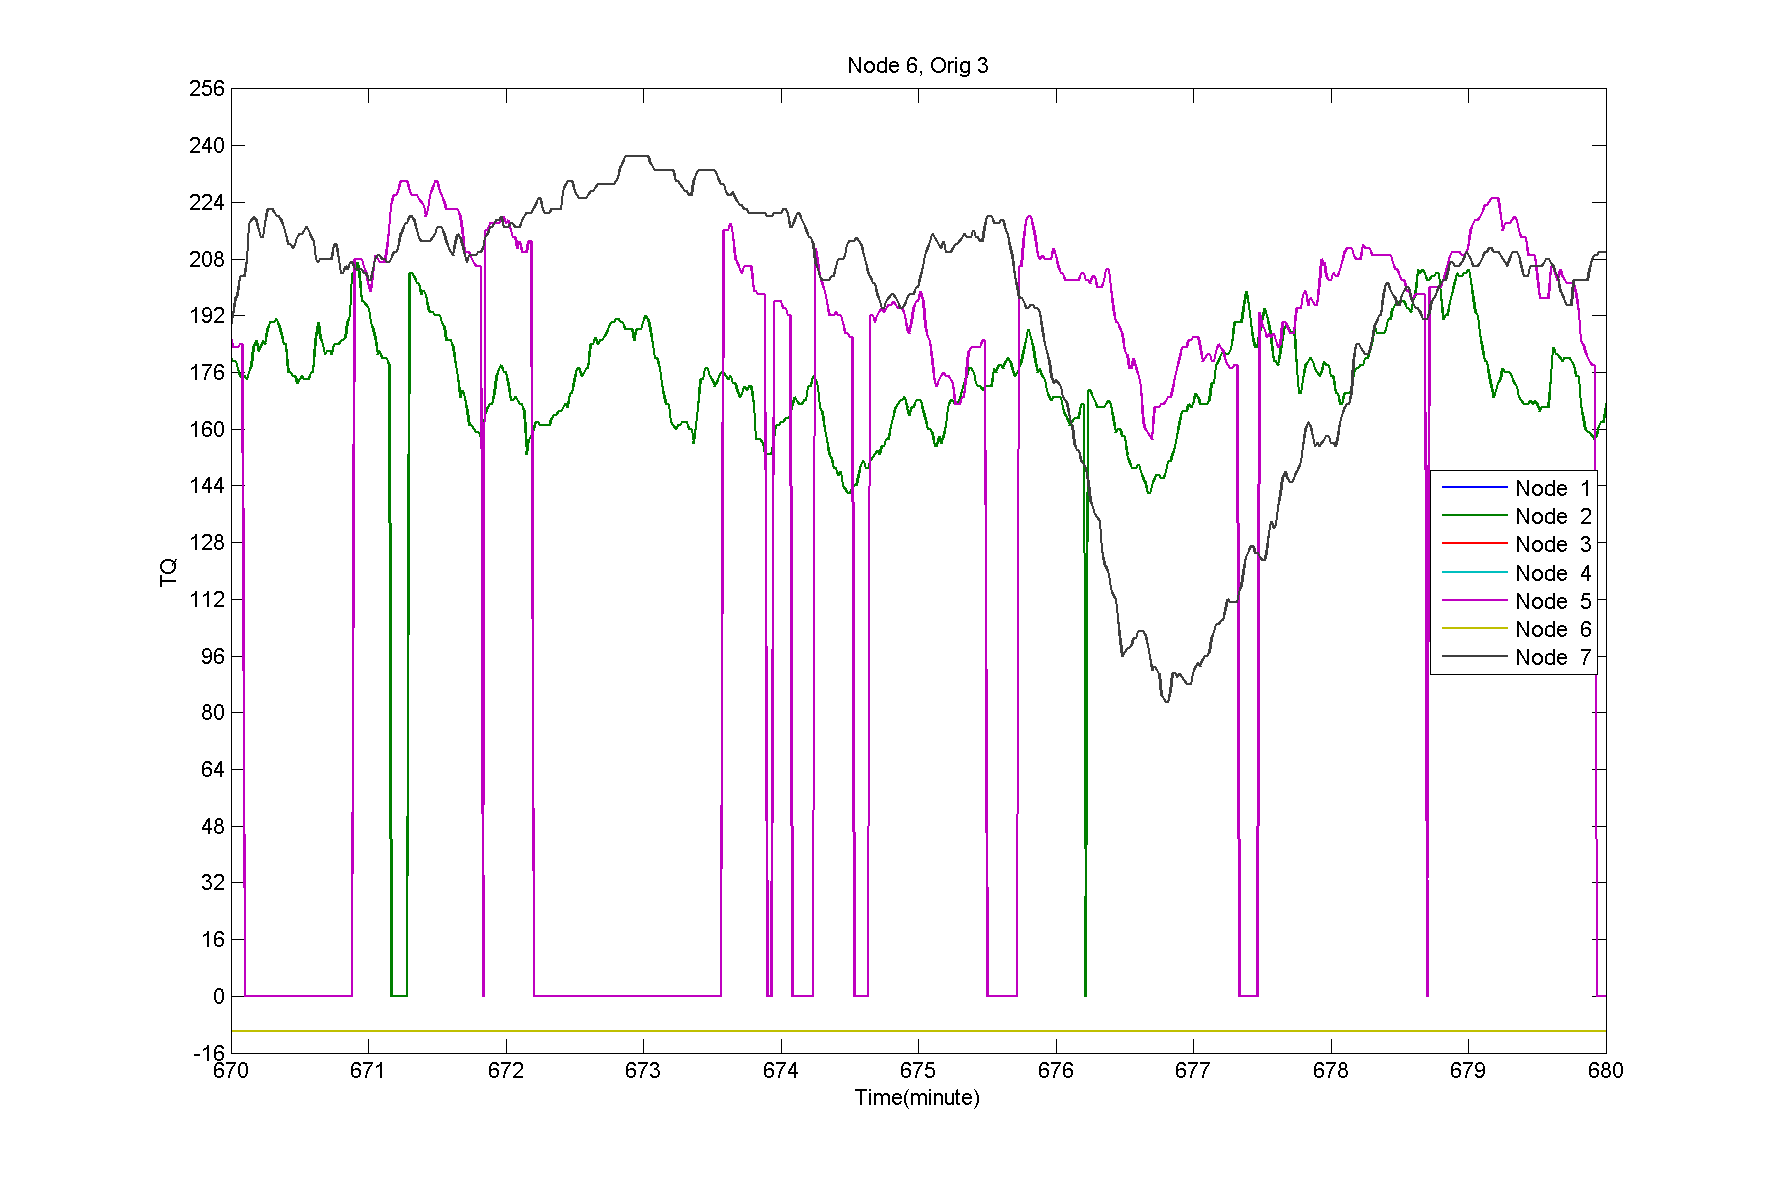 Node 6, Orig 3
256
240
224
208
192
176
160
144
128
112
96
80
64
48
32
16
0
-16
TQ
Node 1
Node 2
Node 3
Node 4
Node 5
Node 6
Node 7
670 671 672 673 674 675 676 677 678 679 680
Time(minute)